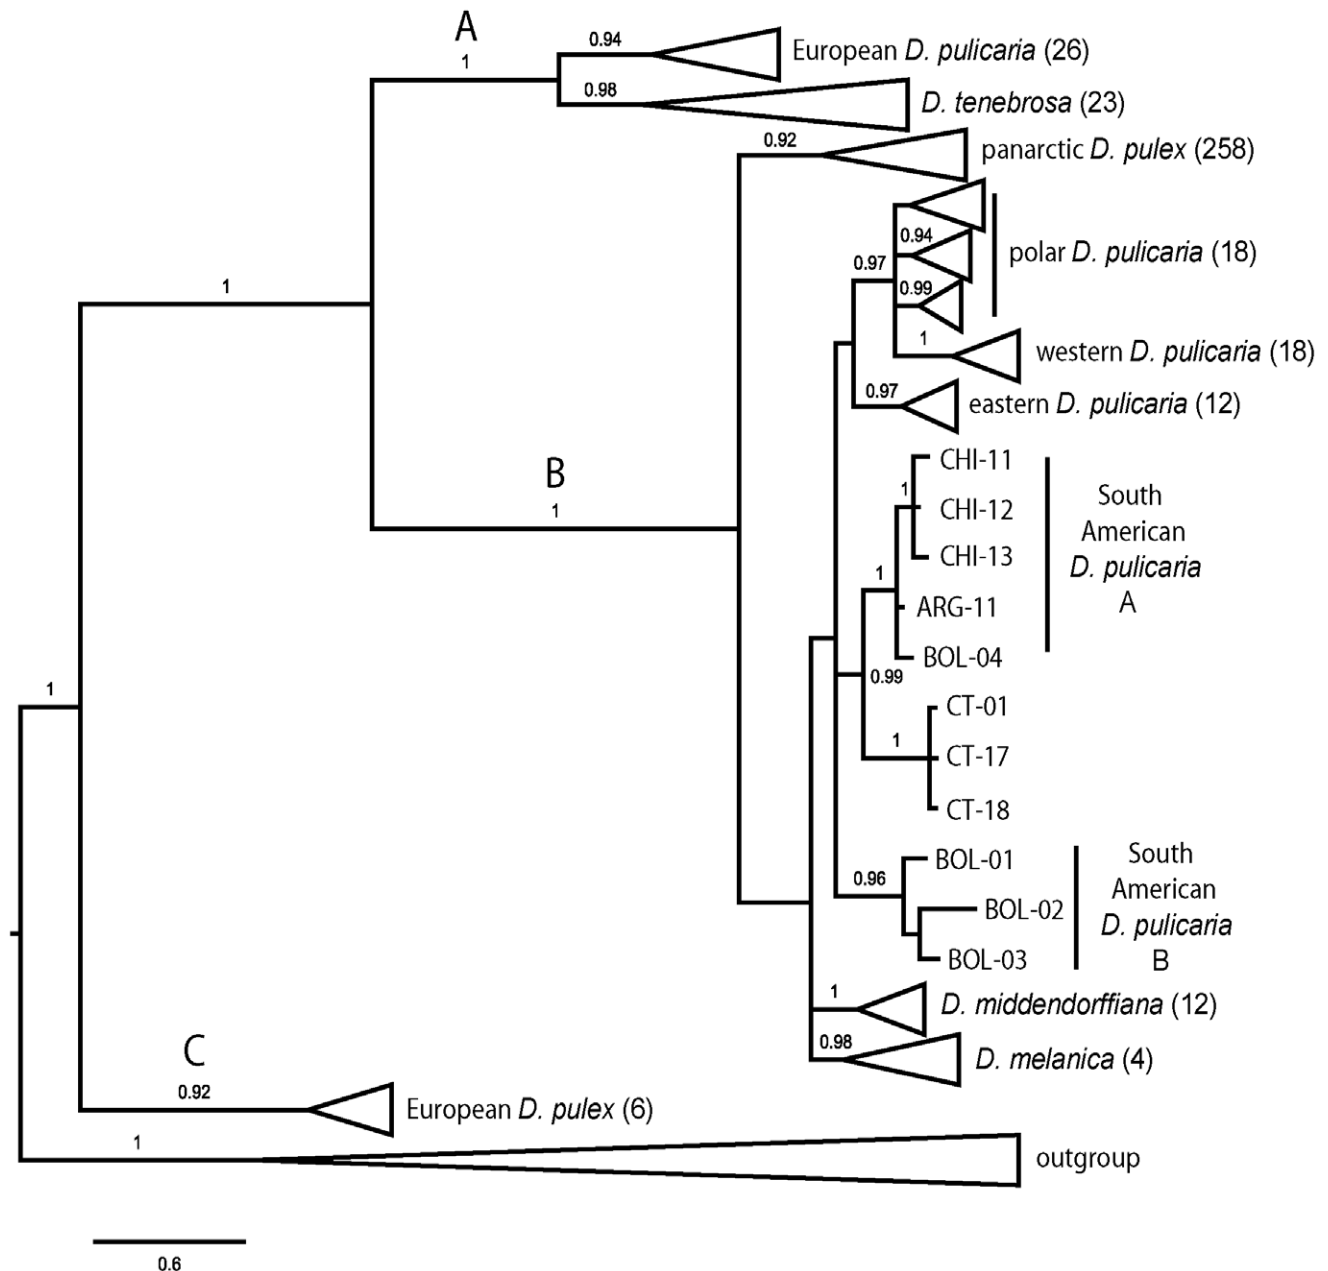 A
1
0.94
European D. pulicaria (26)
0.98
D. tenebrosa (23)
0.92
panarctic D. pulex (258)
0.94
0.97
polar D. pulicaria (18)
0.99
1
1
western D. pulicaria (18)
0.97
eastern D. pulicaria (12)
B
1
CHI-11
1
CHI-12
CHI-13
South
American
D. pulicaria
A
1
ARG-11
BOL-04
0.99
1
CT-01
1
CT-17
CT-18
BOL-01
0.96
BOL-02
BOL-03
South
American
D. pulicaria
B
1
D. middendorffiana (12)
0.98
D. melanica (4)
C
0.92
European D. pulex (6)
1
outgroup
0.6